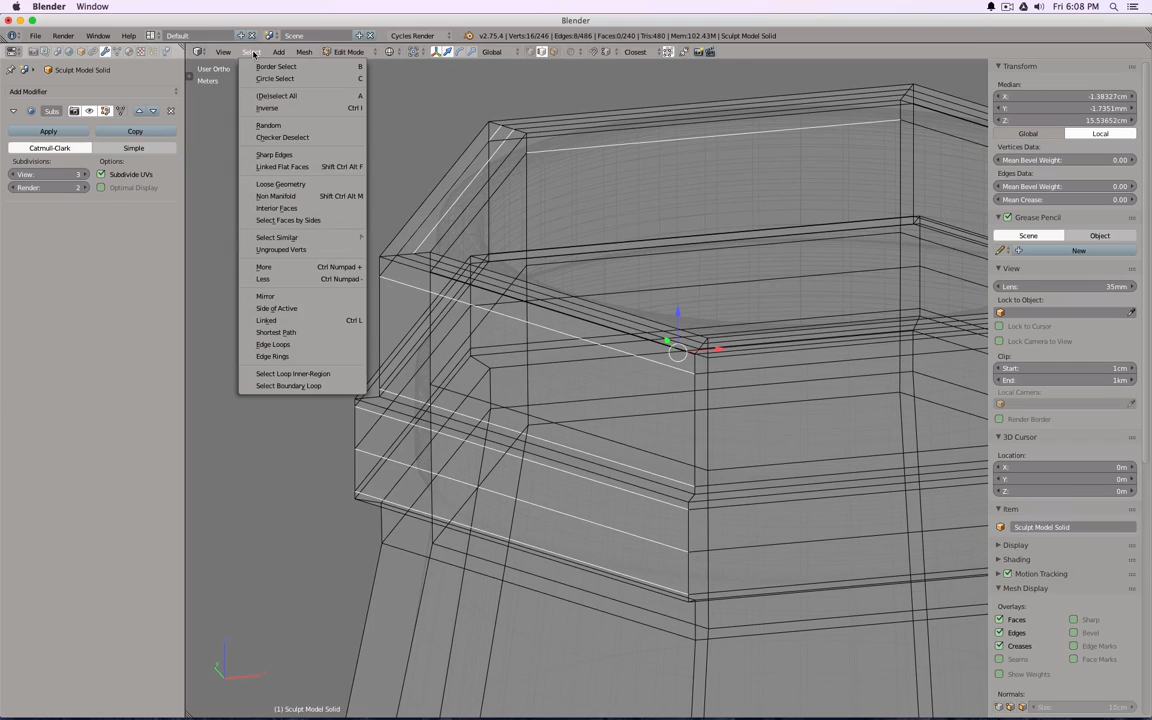 Blender Window Fri 6:08 PM
Blender
File Render Window Help Default Scene Cycles Render v2.75.4 | Verts:16/246 | Edges:8/486 | Faces:0/240 | Tris:480 | Mem:102.43M | Sculpt Model Solid
View Select Add Mesh Edit Mode Global Closest
Sculpt Model Solid
Add Modifier
Subs
Apply Copy
Catmull-Clark Simple
Subdivisions: Options:
View: 3 Subdivide UVs
Render: 2 Optimal Display
User Ortho
Meters
Border Select B
Circle Select C
(De)select All A
Inverse Ctrl I
Random
Checker Deselect
Sharp Edges
Linked Flat Faces Shift Ctrl Alt F
Loose Geometry
Non Manifold Shift Ctrl Alt M
Interior Faces
Select Faces by Sides
Select Similar
Ungrouped Verts
More Ctrl Numpad +
Less Ctrl Numpad -
Mirror
Side of Active
Linked Ctrl L
Shortest Path
Edge Loops
Edge Rings
Select Loop Inner-Region
Select Boundary Loop
(1) Sculpt Model Solid
Transform
Median:
X: -1.38327cm
Y: -1.7351mm
Z: 15.53652cm
Global Local
Vertices Data:
Mean Bevel Weight: 0.00
Edges Data:
Mean Bevel Weight: 0.00
Mean Crease: 0.00
Grease Pencil
Scene Object
New
View
Lens: 35mm
Lock to Object:
Lock to Cursor
Lock Camera to View
Clip:
Start: 1cm
End: 1km
Local Camera:
Render Border
3D Cursor
Location:
X: 0m
Y: 0m
Z: 0m
Item
Sculpt Model Solid
Display
Shading
Motion Tracking
Mesh Display
Overlays:
Faces Sharp
Edges Bevel
Creases Edge Marks
Seams Face Marks
Show Weights
Normals:
Size: 10cm